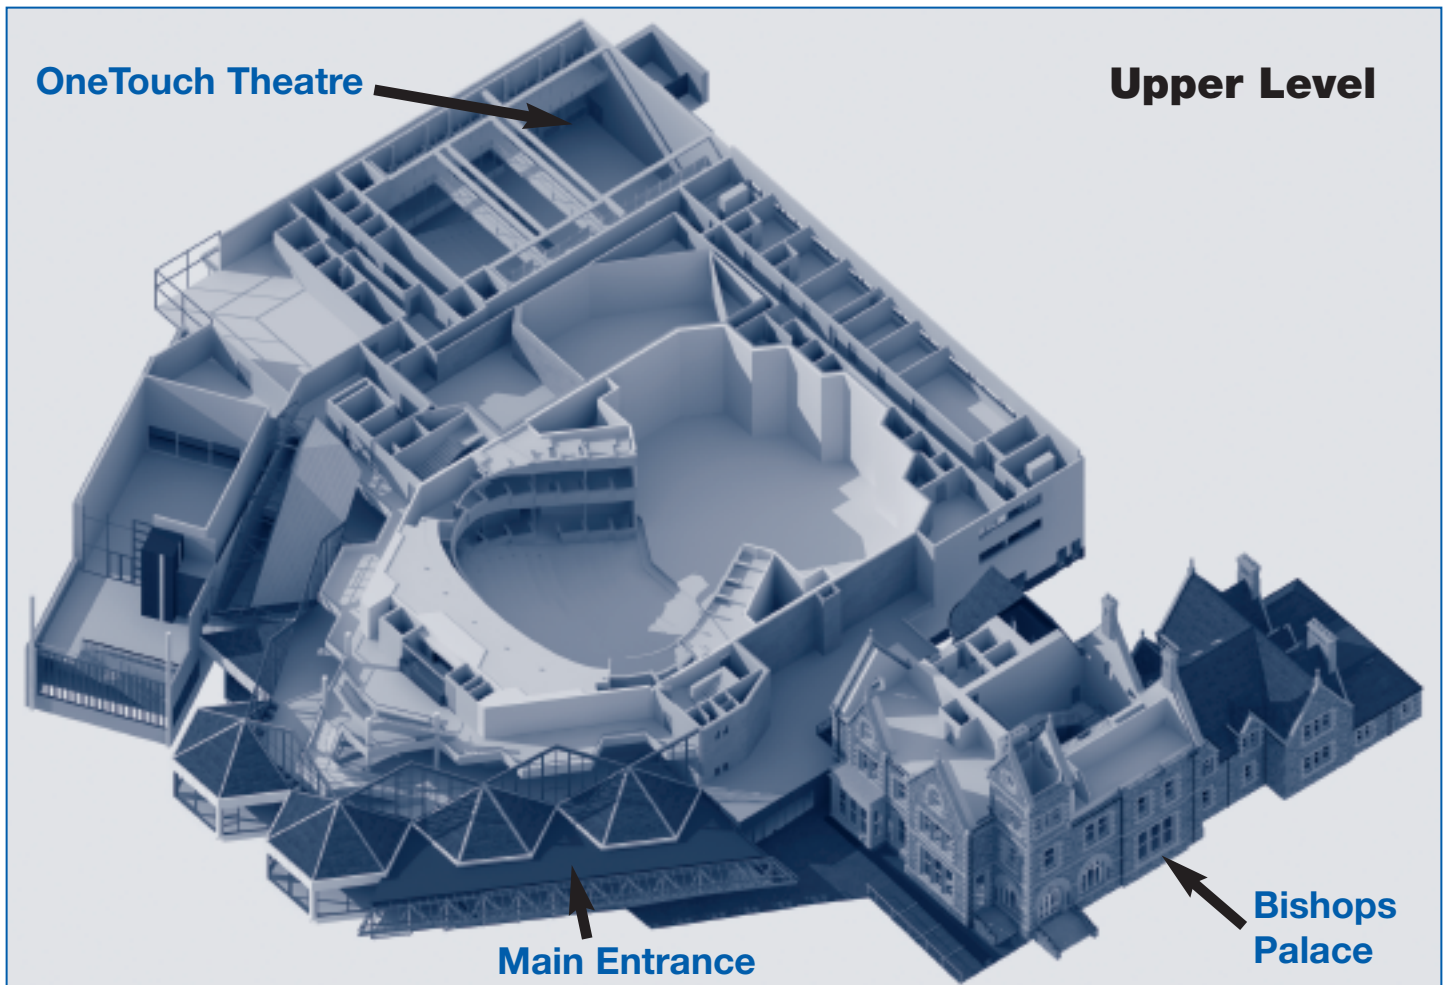 OneTouch Theatre
Upper Level
Main Entrance
Bishops
Palace